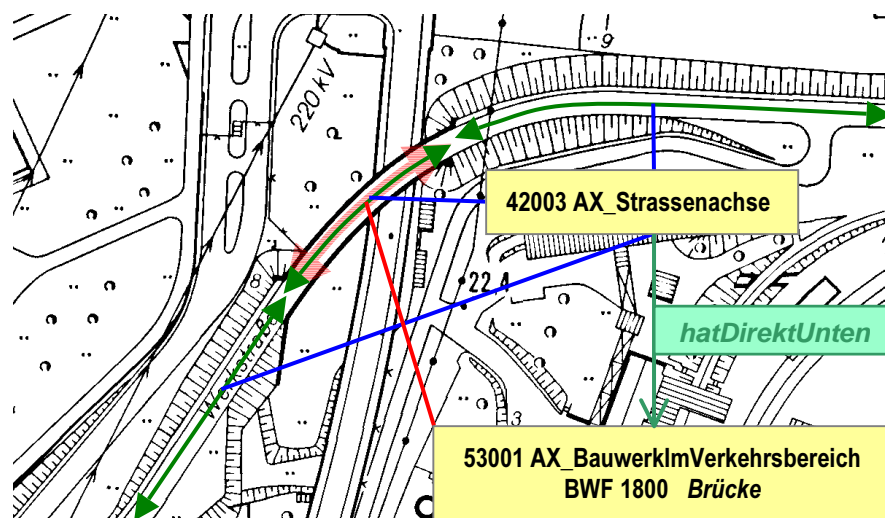 9
220 kV
42003 AX_Strassenachse
8
22.4
hatDirektUnten
3
53001 AX_BauwerkImVerkehrsbereich
BWF 1800 Brücke